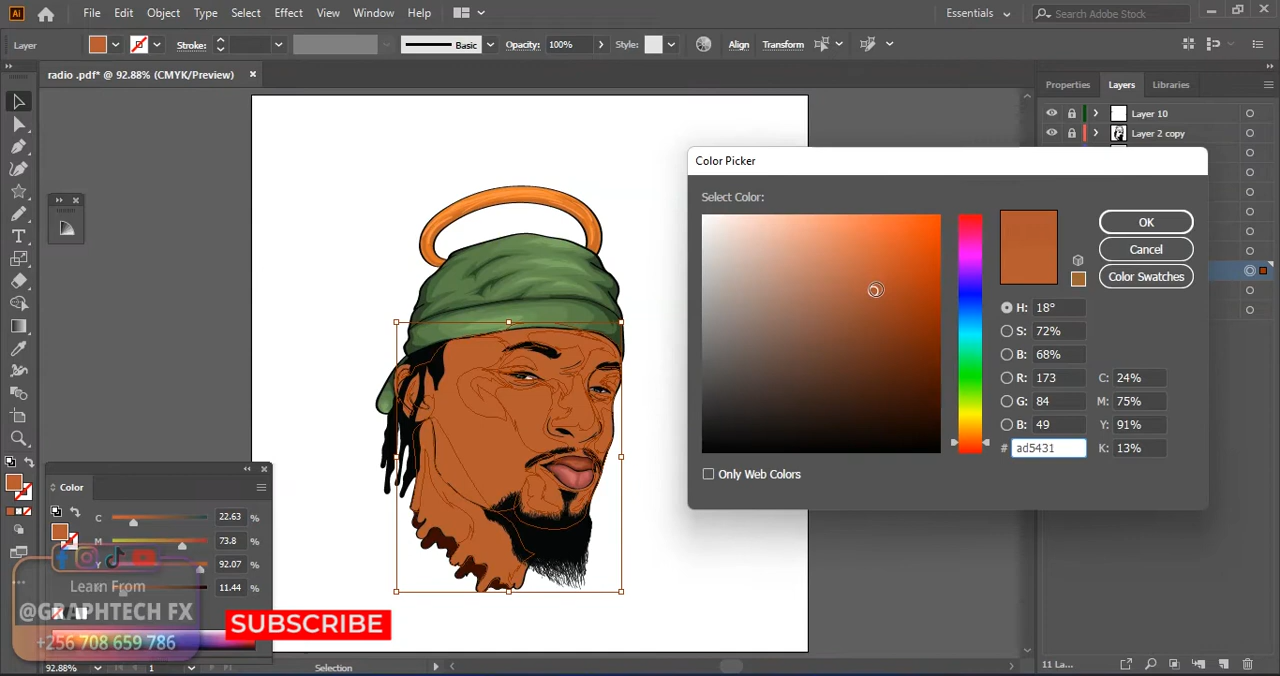 Ai File Edit Object Type Select Effect View Window Help Essentials Search Adobe Stock
Layer Stroke: Basic Opacity: 100% Style: Align Transform
radio .pdf* @ 92.88% (CMYK/Preview) ×
Properties Layers Libraries
Layer 10
Layer 2 copy
Color Picker
Select Color:
OK
Cancel
Color Swatches
H: 18°
S: 72%
B: 68%
R: 173 C: 24%
G: 84 M: 75%
B: 49 Y: 91%
# ad5431 K: 13%
Only Web Colors
Color
C 22.63 %
M 73.8 %
Y 92.07 %
11.44 %
Learn From
@GRAPHTECH FX
+256 708 659 786
SUBSCRIBE
92.88% 1 Selection 11 La...